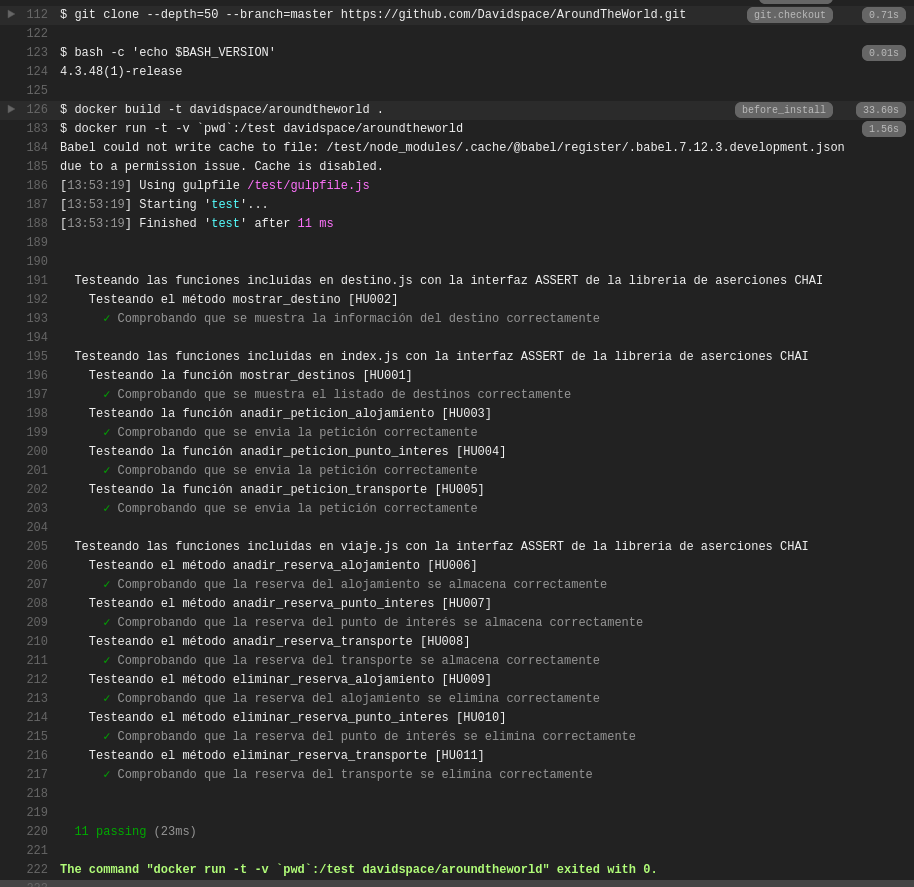 112 $ git clone --depth=50 --branch=master https://github.com/Davidspace/AroundTheWorld.git git.checkout 0.71s
122
123 $ bash -c 'echo $BASH_VERSION' 0.01s
124 4.3.48(1)-release
125
126 $ docker build -t davidspace/aroundtheworld . before_install 33.60s
183 $ docker run -t -v `pwd`:/test davidspace/aroundtheworld 1.56s
184 Babel could not write cache to file: /test/node_modules/.cache/@babel/register/.babel.7.12.3.development.json
185 due to a permission issue. Cache is disabled.
186 [13:53:19] Using gulpfile /test/gulpfile.js
187 [13:53:19] Starting 'test'...
188 [13:53:19] Finished 'test' after 11 ms
189
190
191 Testeando las funciones incluidas en destino.js con la interfaz ASSERT de la libreria de aserciones CHAI
192 Testeando el método mostrar_destino [HU002]
193 ✓ Comprobando que se muestra la información del destino correctamente
194
195 Testeando las funciones incluidas en index.js con la interfaz ASSERT de la libreria de aserciones CHAI
196 Testeando la función mostrar_destinos [HU001]
197 ✓ Comprobando que se muestra el listado de destinos correctamente
198 Testeando la función anadir_peticion_alojamiento [HU003]
199 ✓ Comprobando que se envia la petición correctamente
200 Testeando la función anadir_peticion_punto_interes [HU004]
201 ✓ Comprobando que se envia la petición correctamente
202 Testeando la función anadir_peticion_transporte [HU005]
203 ✓ Comprobando que se envia la petición correctamente
204
205 Testeando las funciones incluidas en viaje.js con la interfaz ASSERT de la libreria de aserciones CHAI
206 Testeando el método anadir_reserva_alojamiento [HU006]
207 ✓ Comprobando que la reserva del alojamiento se almacena correctamente
208 Testeando el método anadir_reserva_punto_interes [HU007]
209 ✓ Comprobando que la reserva del punto de interés se almacena correctamente
210 Testeando el método anadir_reserva_transporte [HU008]
211 ✓ Comprobando que la reserva del transporte se almacena correctamente
212 Testeando el método eliminar_reserva_alojamiento [HU009]
213 ✓ Comprobando que la reserva del alojamiento se elimina correctamente
214 Testeando el método eliminar_reserva_punto_interes [HU010]
215 ✓ Comprobando que la reserva del punto de interés se elimina correctamente
216 Testeando el método eliminar_reserva_transporte [HU011]
217 ✓ Comprobando que la reserva del transporte se elimina correctamente
218
219
220 11 passing (23ms)
221
222 The command "docker run -t -v `pwd`:/test davidspace/aroundtheworld" exited with 0.